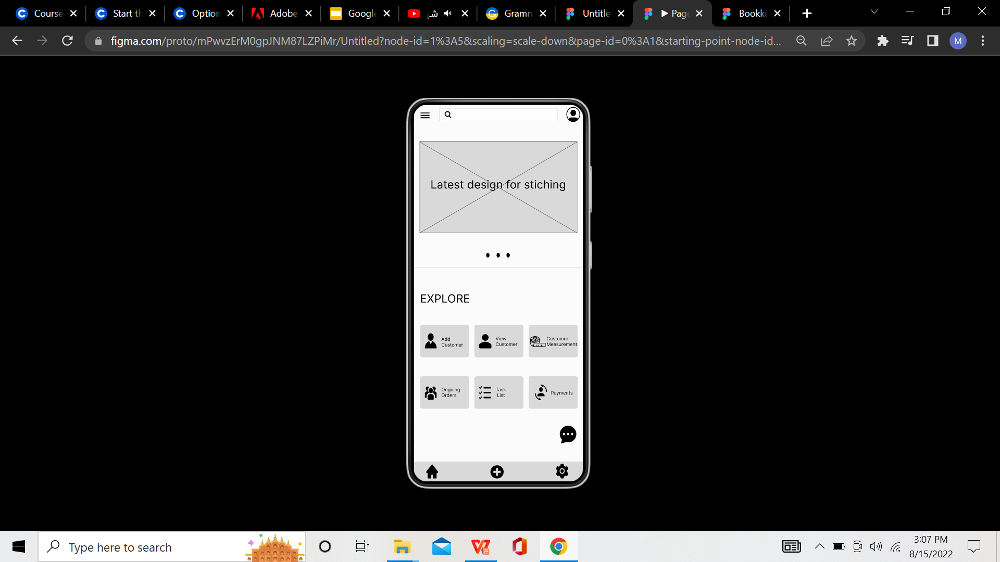 Course
Start th
Option
Adobe
Google
شر
Gramm
Untitle
Page
Bookke
figma.com/proto/mPwvzErM0gpJNM87LZPiMr/Untitled?node-id=1%3A5&scaling=scale-down&page-id=0%3A1&starting-point-node-id...
M
Latest design for stiching
EXPLORE
Add
Customer
View
Customer
Customer
Measurement
Ongoing
Orders
Task
List
Payments
Type here to search
3:07 PM
8/15/2022